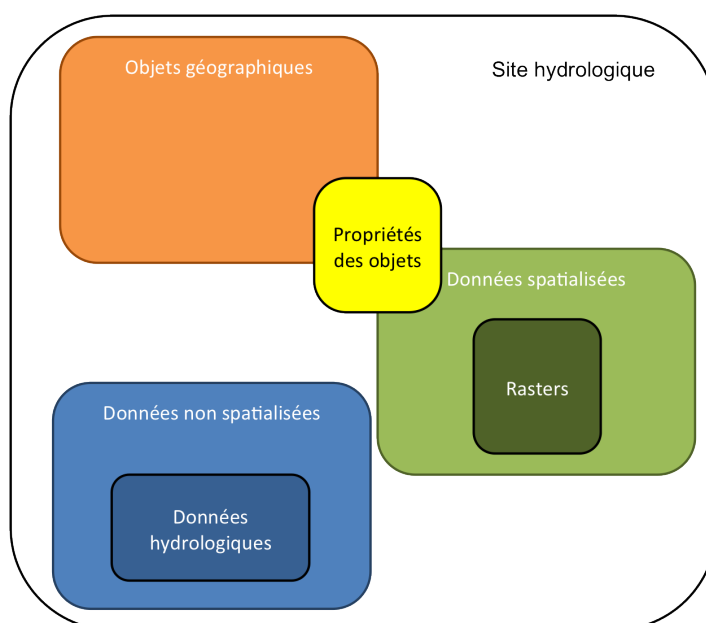 Objets géographiques
Site hydrologique
Propriétés
des objets
Données spatialisées
Rasters
Données non spatialisées
Données
hydrologiques